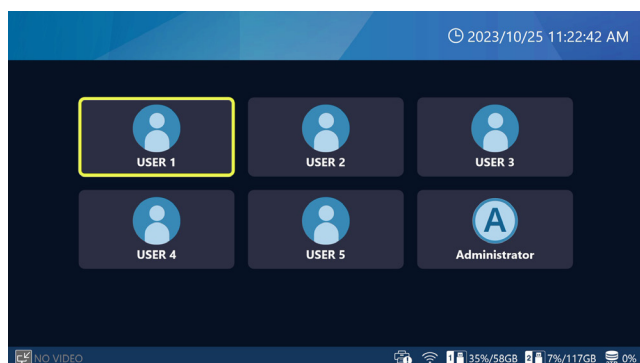 2023/10/25 11:22:42 AM
USER 1
USER 2
USER 3
USER 4
USER 5
A
Administrator
NO VIDEO
1 35%/58GB 2 7%/117GB 0%